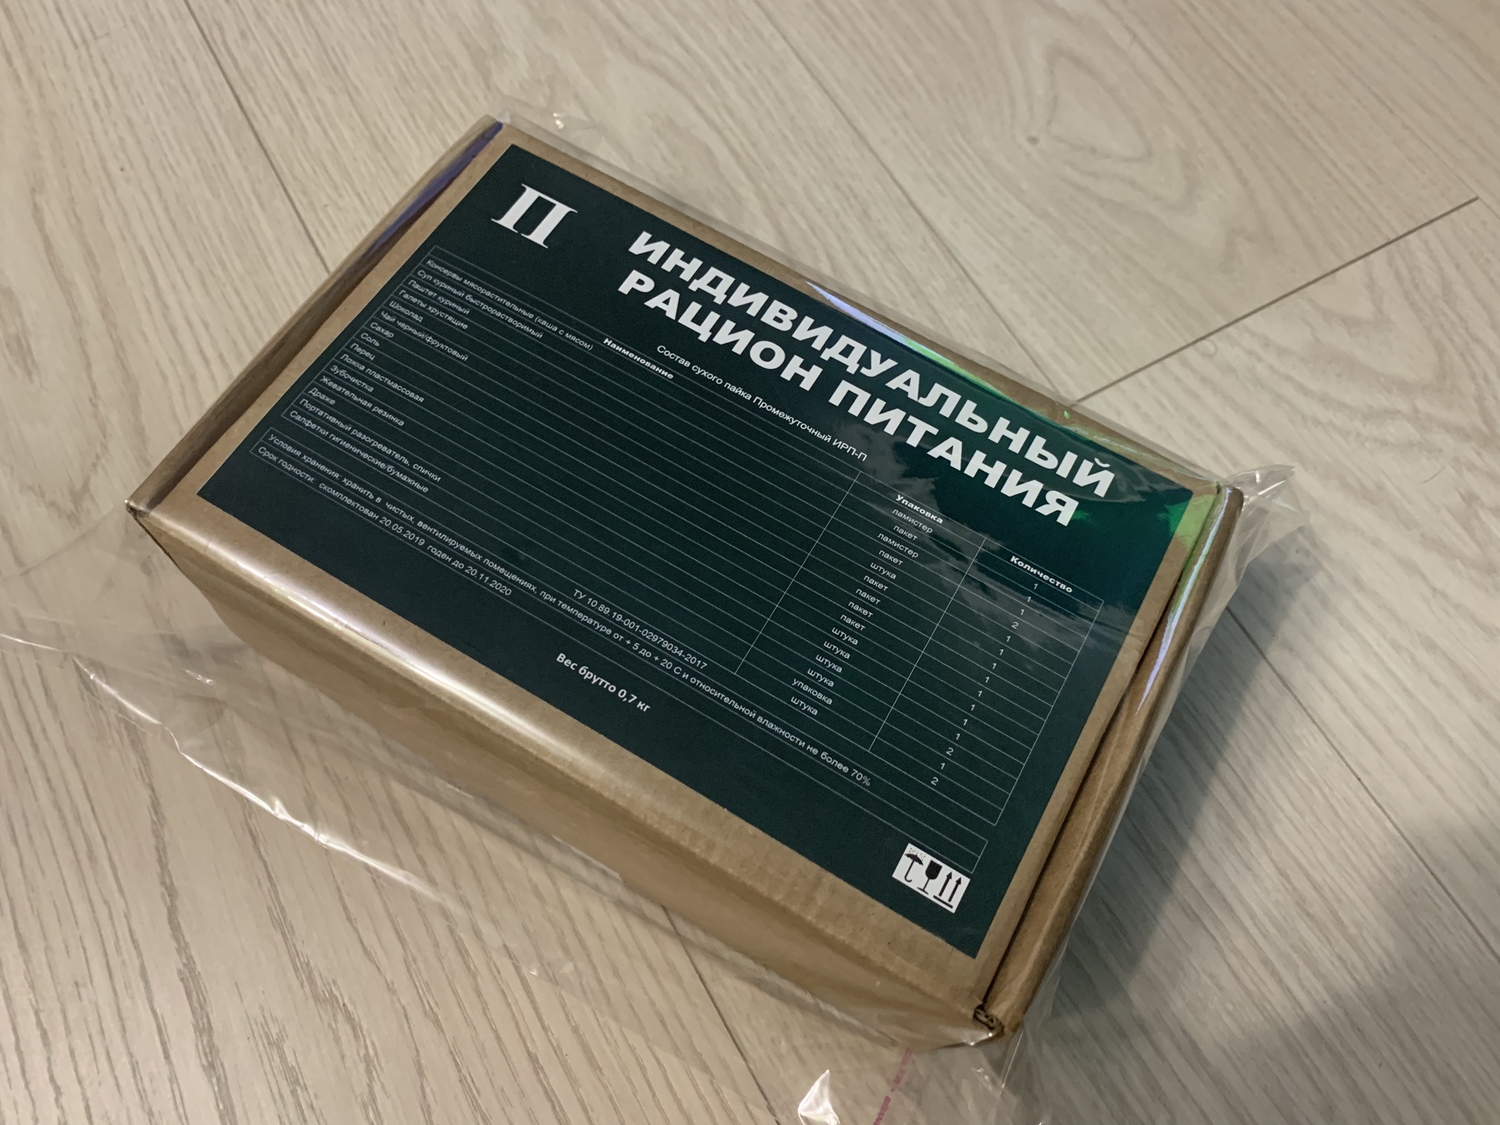 П
ИНДИВИДУАЛЬНЫЙ
РАЦИОН ПИТАНИЯ
Состав сухого пайка Промежуточный ИРП-П
Наименование Упаковка Количество
Консервы мясорастительные (каша с мясом) ламистер 1
Суп куриный быстрорастворимый пакет 1
Паштет куриный ламистер 1
Галеты хрустящие пакет 2
Шоколад штука 1
Чай черный/фруктовый пакет 1
Сахар пакет 1
Соль пакет 1
Перец пакет 1
Ложка пластмассовая штука 1
Зубочистка штука 1
Жевательная резинка штука 1
Драже штука 2
Портативный разогреватель, спички упаковка 1
Салфетки гигиенические/бумажные штука 2
ТУ 10.89.19-001-02979034-2017
Условия хранения: хранить в чистых, вентилируемых помещениях, при температуре от + 5 до + 20 С и относительной влажности не более 70%
Срок годности: скомплектован 20.05.2019 годен до 20.11.2020
Вес брутто 0,7 кг